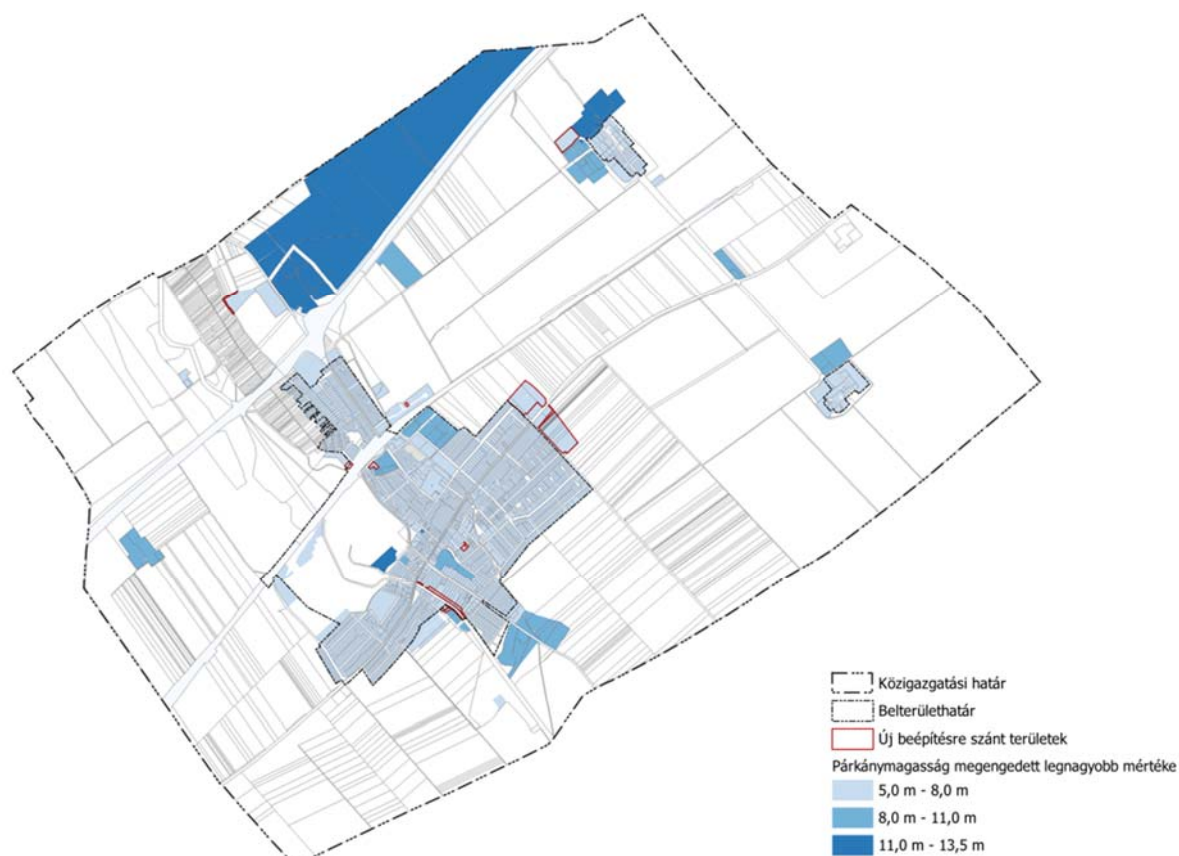 Közigazgatási határ
Belterülethatár
Új beépítésre szánt területek
Párkánymagasság megengedett legnagyobb mértéke
5,0 m - 8,0 m
8,0 m - 11,0 m
11,0 m - 13,5 m